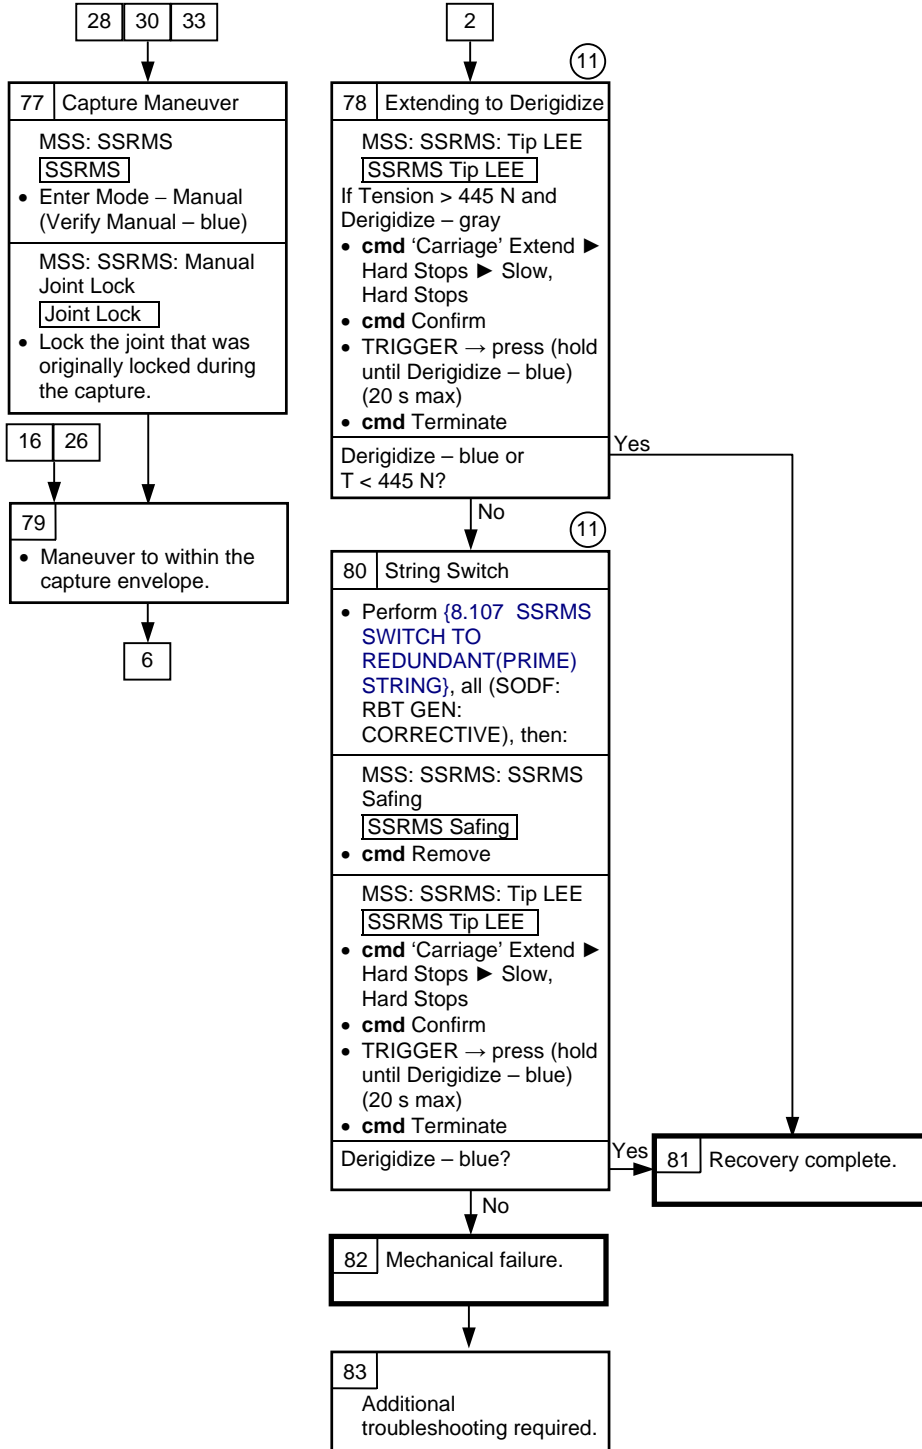 28 30 33
77 Capture Maneuver
MSS: SSRMS
SSRMS
• Enter Mode – Manual
(Verify Manual – blue)
MSS: SSRMS: Manual
Joint Lock
Joint Lock
• Lock the joint that was
originally locked during
the capture.
16 26
79
• Maneuver to within the
capture envelope.
6
2
11
78 Extending to Derigidize
MSS: SSRMS: Tip LEE
SSRMS Tip LEE
If Tension > 445 N and
Derigidize – gray
• cmd ‘Carriage’ Extend ►
Hard Stops ► Slow,
Hard Stops
• cmd Confirm
• TRIGGER → press (hold
until Derigidize – blue)
(20 s max)
• cmd Terminate
Derigidize – blue or
T < 445 N?
Yes
No
11
80 String Switch
• Perform {8.107 SSRMS
SWITCH TO
REDUNDANT(PRIME)
STRING}, all (SODF:
RBT GEN:
CORRECTIVE), then:
MSS: SSRMS: SSRMS
Safing
SSRMS Safing
• cmd Remove
MSS: SSRMS: Tip LEE
SSRMS Tip LEE
• cmd ‘Carriage’ Extend ►
Hard Stops ► Slow,
Hard Stops
• cmd Confirm
• TRIGGER → press (hold
until Derigidize – blue)
(20 s max)
• cmd Terminate
Derigidize – blue?
Yes
81 Recovery complete.
No
82 Mechanical failure.
83
Additional
troubleshooting required.